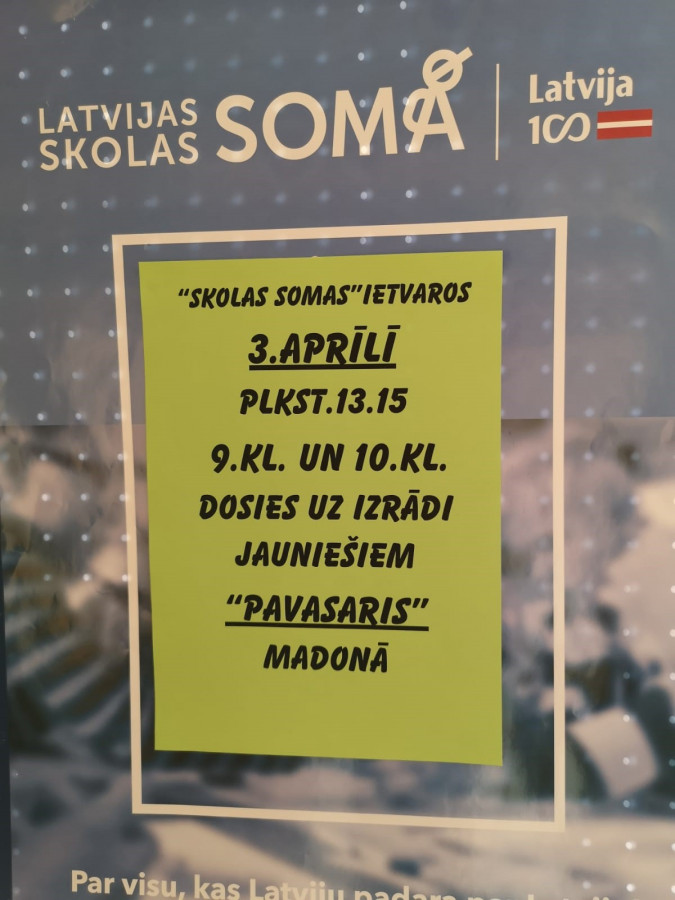 LATVIJAS
SKOLAS
SOMA
Latvija
100
"SKOLAS SOMAS"IETVAROS
3.APRĪLĪ
PLKST.13.15
9.KL. UN 10.KL.
DOSIES UZ IZRĀDI
JAUNIEŠIEM
"PAVASARIS"
MADONĀ
Par visu, kas Latviju padara